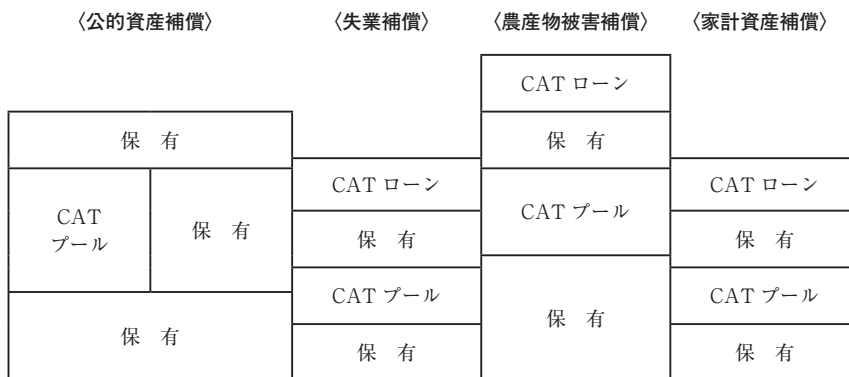 〈公的資産補償〉
保 有
CAT
プール
保 有
保 有
〈失業補償〉
CAT ローン
保 有
CAT プール
保 有
〈農産物被害補償〉
CAT ローン
保 有
CAT プール
保 有
〈家計資産補償〉
CAT ローン
保 有
CAT プール
保 有